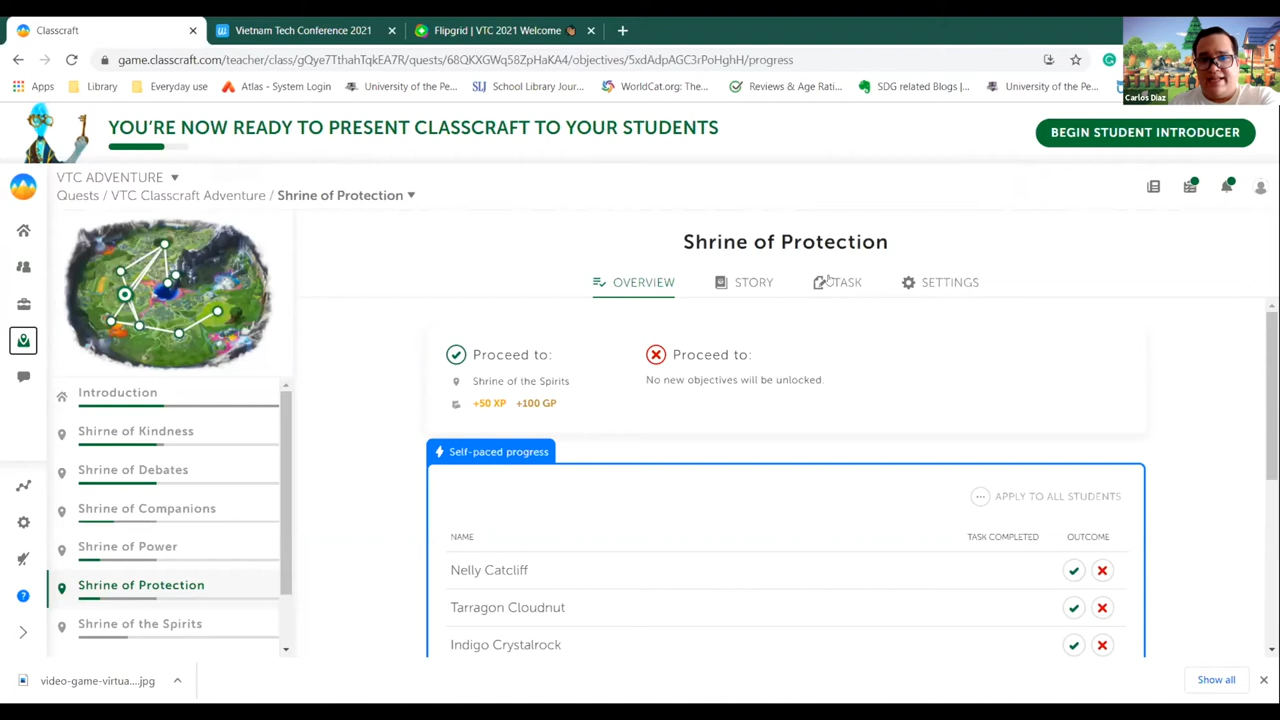 Classcraft
Vietnam Tech Conference 2021
Flipgrid | VTC 2021 Welcome
game.classcraft.com/teacher/class/gQye7TthahTqkEA7R/quests/68QKXGWq58ZpHaKA4/objectives/5xdAdpAGC3rPoHghH/progress
Apps
Library
Everyday use
Atlas - System Login
University of the Pe...
School Library Jour...
WorldCat.org: The...
Reviews & Age Rati...
SDG related Blogs |...
University of the Pe...
Carlos Diaz
YOU'RE NOW READY TO PRESENT CLASSCRAFT TO YOUR STUDENTS
BEGIN STUDENT INTRODUCER
VTC ADVENTURE
Quests / VTC Classcraft Adventure / Shrine of Protection
Introduction
Shirne of Kindness
Shrine of Debates
Shrine of Companions
Shrine of Power
Shrine of Protection
Shrine of the Spirits
Shrine of Protection
OVERVIEW
STORY
TASK
SETTINGS
Proceed to:
Shrine of the Spirits
+50 XP +100 GP
Proceed to:
No new objectives will be unlocked.
Self-paced progress
APPLY TO ALL STUDENTS
NAME
TASK COMPLETED
OUTCOME
Nelly Catcliff
Tarragon Cloudnut
Indigo Crystalrock
video-game-virtua....jpg
Show all